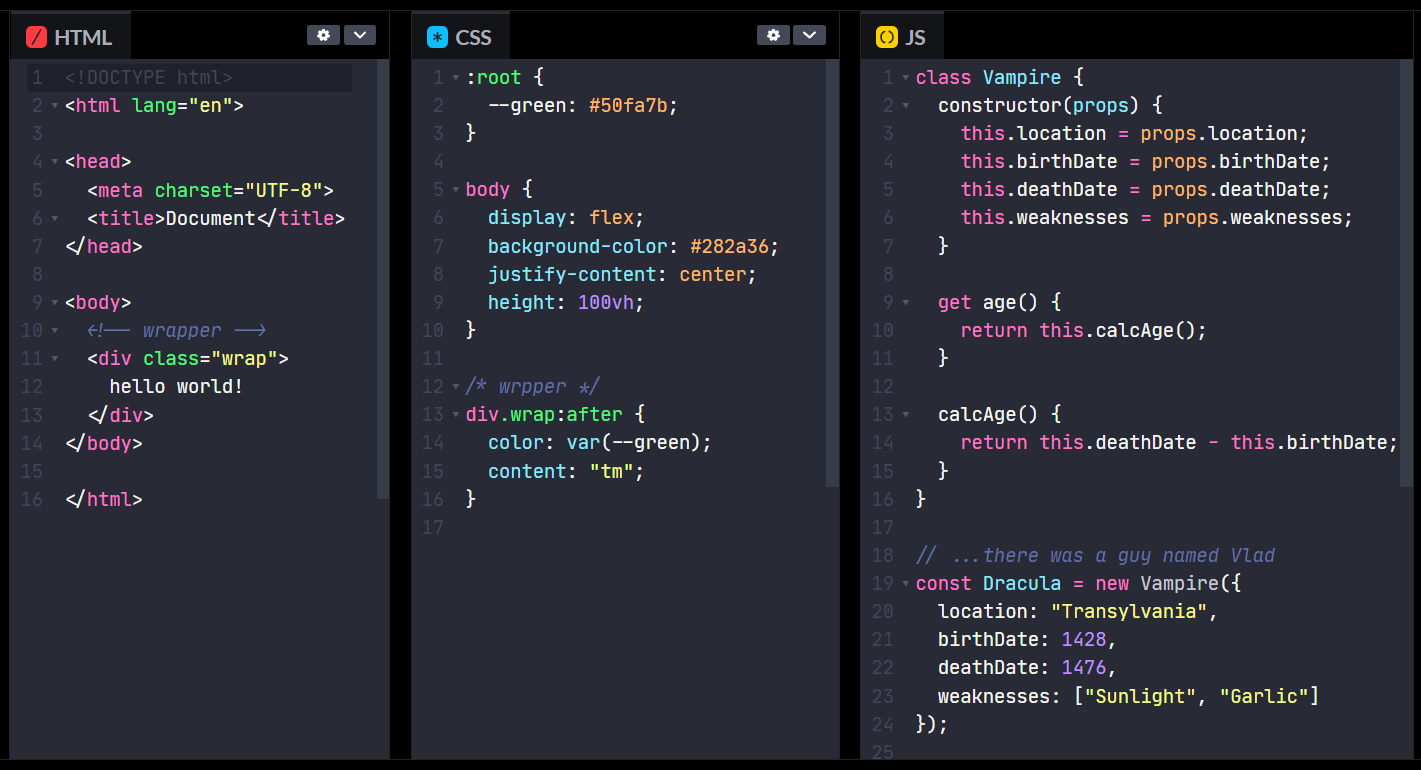 HTML
1 <!DOCTYPE html>
2 <html lang="en">
3
4 <head>
5   <meta charset="UTF-8">
6   <title>Document</title>
7 </head>
8
9 <body>
10   <!-- wrapper -->
11   <div class="wrap">
12     hello world!
13   </div>
14 </body>
15
16 </html>
CSS
1 :root {
2   --green: #50fa7b;
3 }
4
5 body {
6   display: flex;
7   background-color: #282a36;
8   justify-content: center;
9   height: 100vh;
10 }
11
12 /* wrpper */
13 div.wrap:after {
14   color: var(--green);
15   content: "tm";
16 }
17
JS
1 class Vampire {
2   constructor(props) {
3     this.location = props.location;
4     this.birthDate = props.birthDate;
5     this.deathDate = props.deathDate;
6     this.weaknesses = props.weaknesses;
7   }
8
9   get age() {
10     return this.calcAge();
11   }
12
13   calcAge() {
14     return this.deathDate - this.birthDate;
15   }
16 }
17
18 // ...there was a guy named Vlad
19 const Dracula = new Vampire({
20   location: "Transylvania",
21   birthDate: 1428,
22   deathDate: 1476,
23   weaknesses: ["Sunlight", "Garlic"]
24 });
25